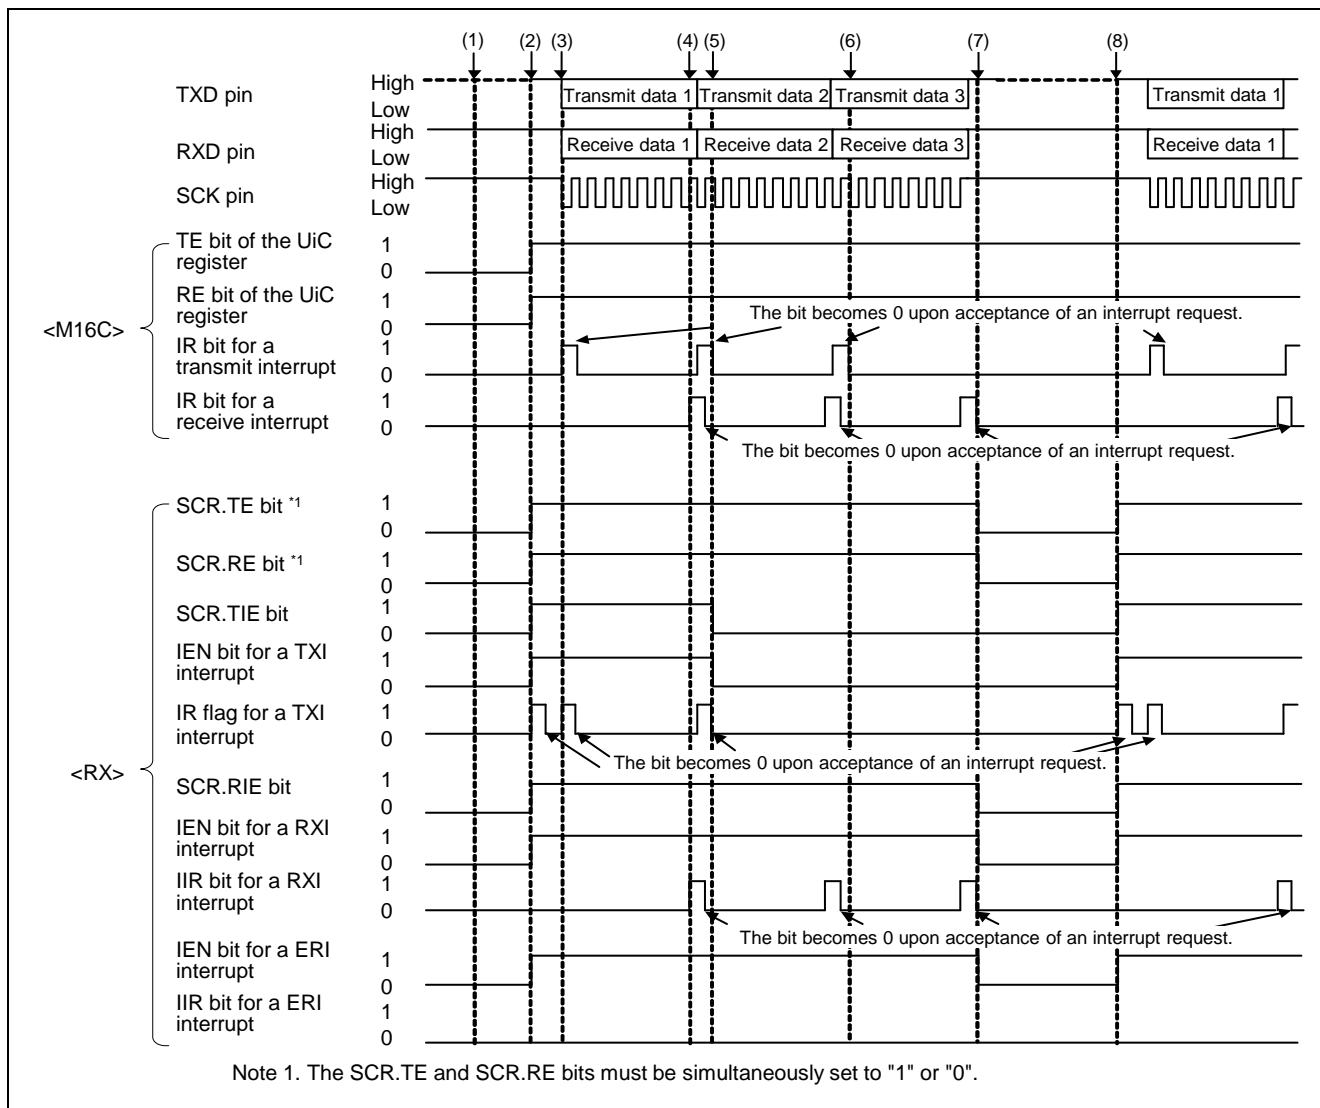 (1) (2) (3) (4) (5) (6) (7) (8)
TXD pin High
Low
Transmit data 1 Transmit data 2 Transmit data 3 Transmit data 1
RXD pin High
Low
Receive data 1 Receive data 2 Receive data 3 Receive data 1
SCK pin High
Low
<M16C>
TE bit of the UiC
register
1
0
RE bit of the UiC
register
1
0
The bit becomes 0 upon acceptance of an interrupt request.
IR bit for a
transmit interrupt
1
0
IR bit for a
receive interrupt
1
0
The bit becomes 0 upon acceptance of an interrupt request.
<RX>
SCR.TE bit *1
1
0
SCR.RE bit *1
1
0
SCR.TIE bit
1
0
IEN bit for a TXI
interrupt
1
0
IR flag for a TXI
interrupt
1
0
The bit becomes 0 upon acceptance of an interrupt request.
SCR.RIE bit
1
0
IEN bit for a RXI
interrupt
1
0
IIR bit for a RXI
interrupt
1
0
The bit becomes 0 upon acceptance of an interrupt request.
IEN bit for a ERI
interrupt
1
0
IIR bit for a ERI
interrupt
1
0
Note 1. The SCR.TE and SCR.RE bits must be simultaneously set to "1" or "0".